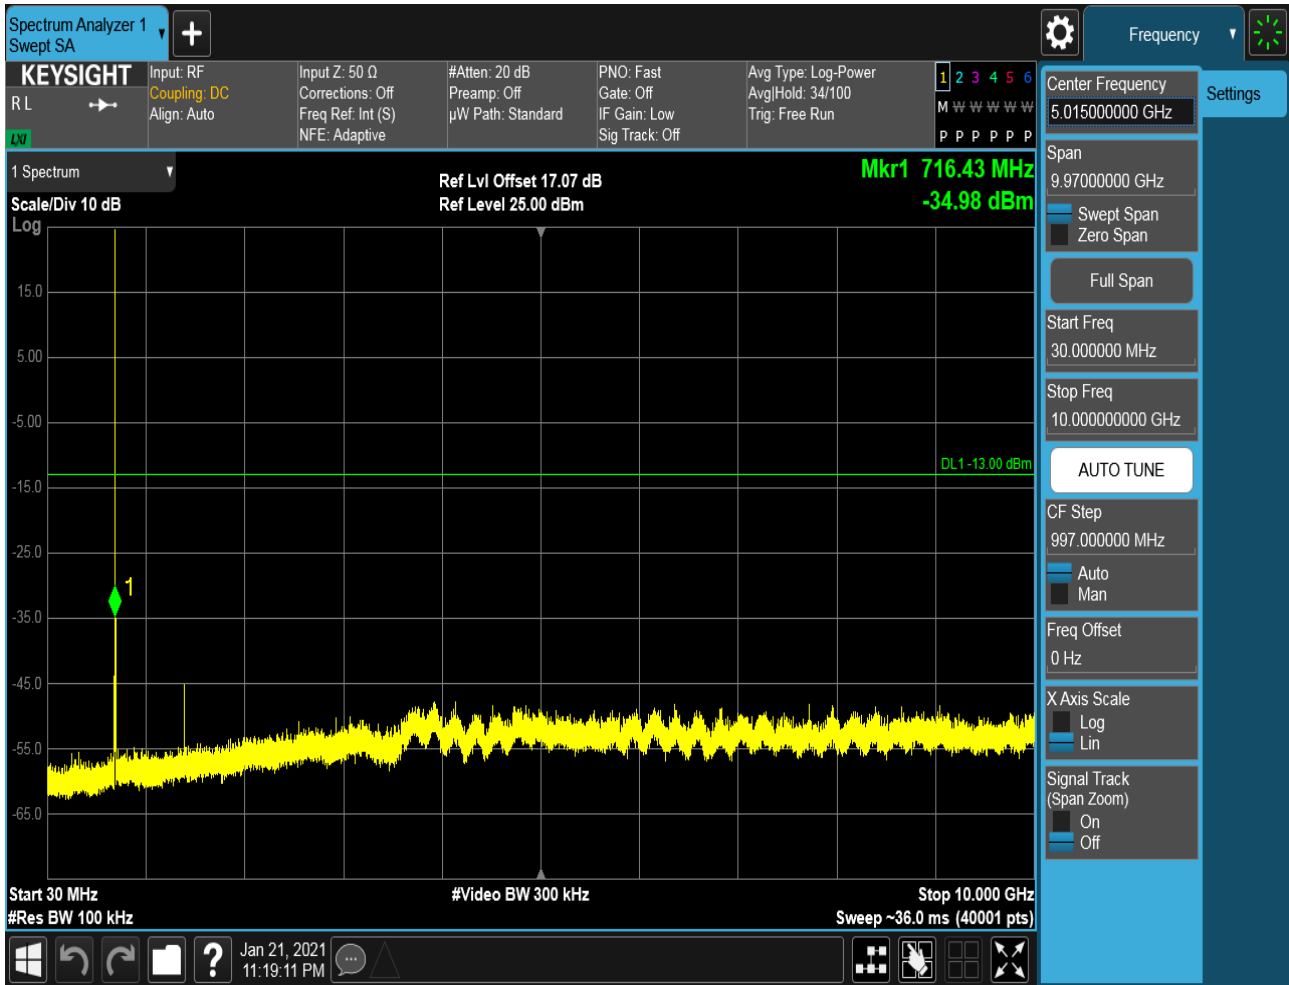 Spectrum Analyzer 1
Swept SA
Frequency
KEYSIGHT
R L
LXI
Input: RF
Coupling: DC
Align: Auto
Input Z: 50 Ω
Corrections: Off
Freq Ref: Int (S)
NFE: Adaptive
#Atten: 20 dB
Preamp: Off
µW Path: Standard
PNO: Fast
Gate: Off
IF Gain: Low
Sig Track: Off
Avg Type: Log-Power
Avg|Hold: 34/100
Trig: Free Run
1 2 3 4 5 6
M W W W W W
P P P P P P
1 Spectrum
Scale/Div 10 dB
Log
Ref Lvl Offset 17.07 dB
Ref Level 25.00 dBm
Mkr1 716.43 MHz
-34.98 dBm
15.0
5.00
-5.00
-15.0
-25.0
-35.0
-45.0
-55.0
-65.0
DL1 -13.00 dBm
1
Start 30 MHz
#Res BW 100 kHz
#Video BW 300 kHz
Stop 10.000 GHz
Sweep ~36.0 ms (40001 pts)
Jan 21, 2021
11:19:11 PM
?
Center Frequency
5.015000000 GHz
Settings
Span
9.97000000 GHz
Swept Span
Zero Span
Full Span
Start Freq
30.000000 MHz
Stop Freq
10.000000000 GHz
AUTO TUNE
CF Step
997.000000 MHz
Auto
Man
Freq Offset
0 Hz
X Axis Scale
Log
Lin
Signal Track
(Span Zoom)
On
Off